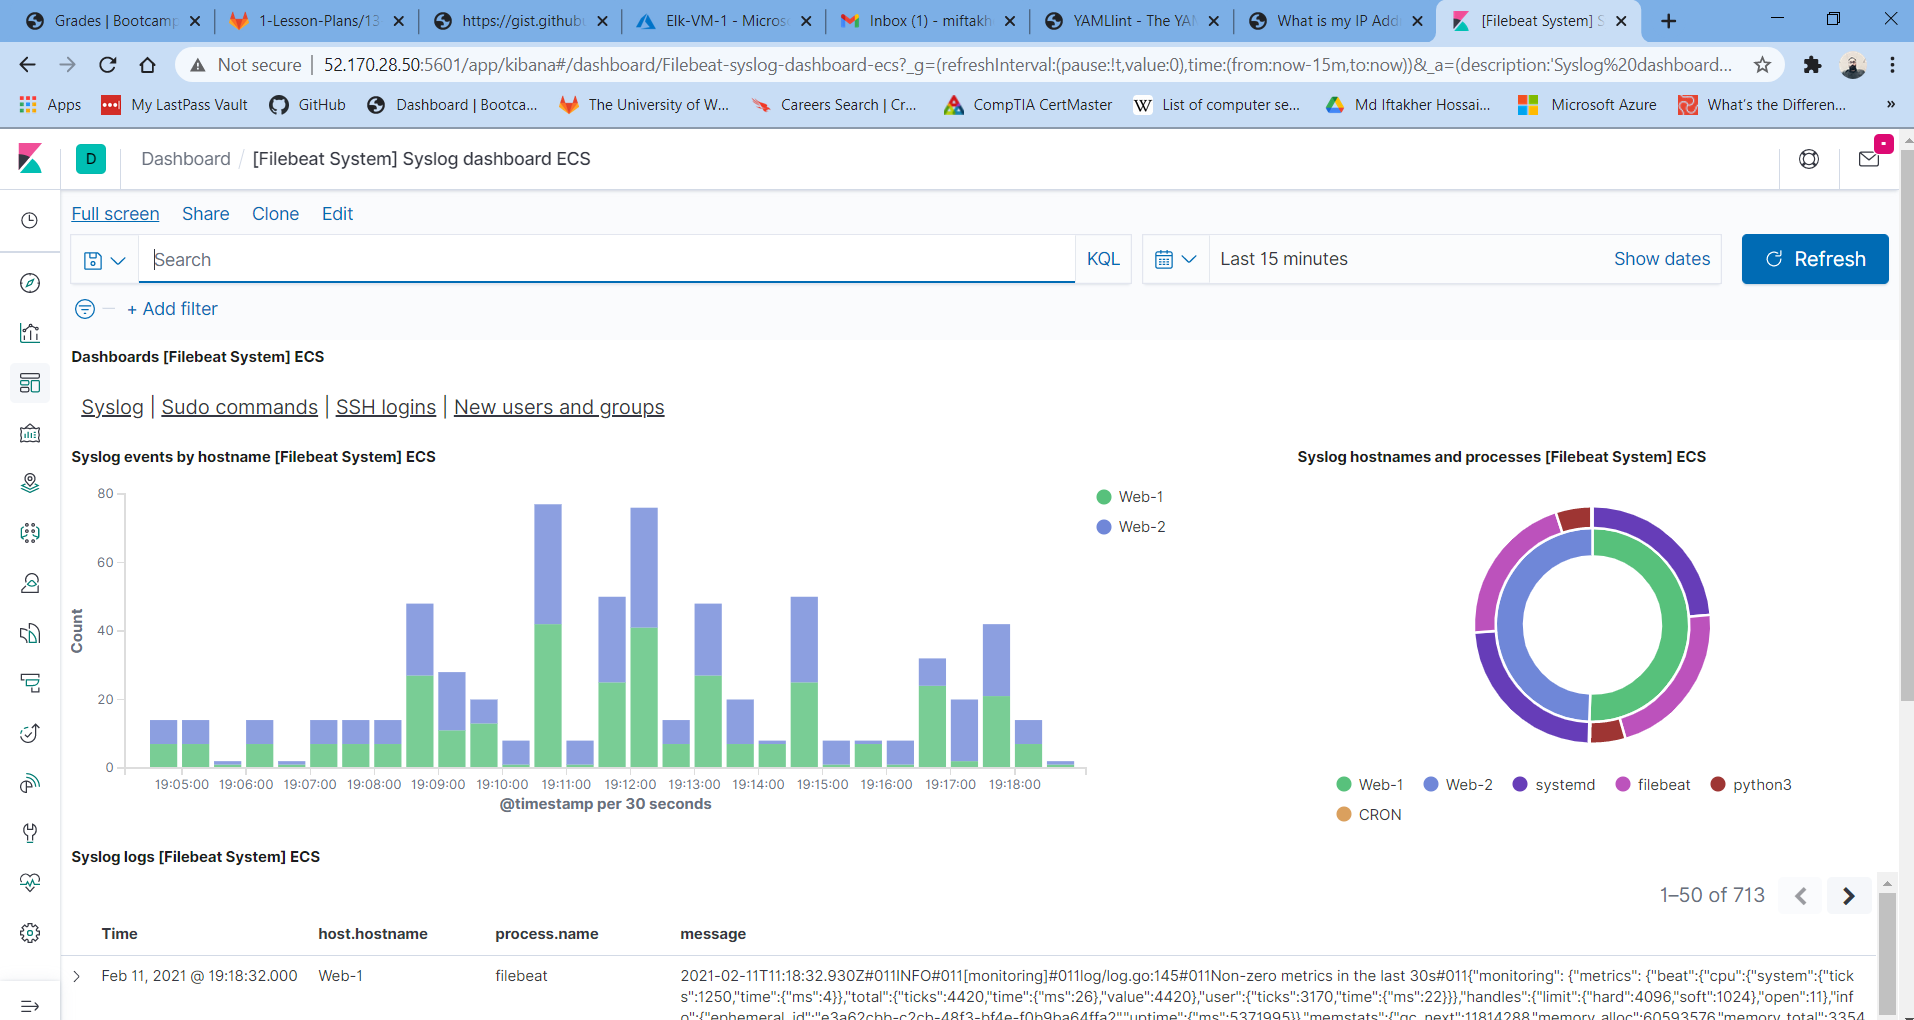 Grades | Bootcamp
1-Lesson-Plans/13
https://gist.githubu
Elk-VM-1 - Microso
Inbox (1) - miftakh
YAMLlint - The YAM
What is my IP Addr
[Filebeat System] S
Not secure | 52.170.28.50:5601/app/kibana#/dashboard/Filebeat-syslog-dashboard-ecs?_g=(refreshInterval:(pause:!t,value:0),time:(from:now-15m,to:now))&_a=(description:'Syslog%20dashboard...
Apps
My LastPass Vault
GitHub
Dashboard | Bootca...
The University of W...
Careers Search | Cr...
CompTIA CertMaster
W List of computer se...
Md Iftakher Hossai...
Microsoft Azure
What's the Differen...
»
D
Dashboard / [Filebeat System] Syslog dashboard ECS
Full screen Share Clone Edit
Search
KQL
Last 15 minutes
Show dates
Refresh
+ Add filter
Dashboards [Filebeat System] ECS
Syslog | Sudo commands | SSH logins | New users and groups
Syslog events by hostname [Filebeat System] ECS
80
60
40
20
0
Count
19:05:00 19:06:00 19:07:00 19:08:00 19:09:00 19:10:00 19:11:00 19:12:00 19:13:00 19:14:00 19:15:00 19:16:00 19:17:00 19:18:00
@timestamp per 30 seconds
Web-1
Web-2
Syslog hostnames and processes [Filebeat System] ECS
Web-1 Web-2 systemd filebeat python3
CRON
Syslog logs [Filebeat System] ECS
1–50 of 713
Time host.hostname process.name message
Feb 11, 2021 @ 19:18:32.000 Web-1 filebeat 2021-02-11T11:18:32.930Z#011INFO#011[monitoring]#011log/log.go:145#011Non-zero metrics in the last 30s#011{"monitoring": {"metrics": {"beat":{"cpu":{"system":{"tick
s":1250,"time":{"ms":4}},"total":{"ticks":4420,"time":{"ms":26},"value":4420},"user":{"ticks":3170,"time":{"ms":22}}},"handles":{"limit":{"hard":4096,"soft":1024},"open":11},"inf
o":{"ephemeral_id":"e3a62cbb-c2cb-48f3-bf4e-f0b9ba64ffa2","uptime":{"ms":5371995}},"memstats":{"gc_next":11814288,"memory_alloc":60593576,"memory_total":3354